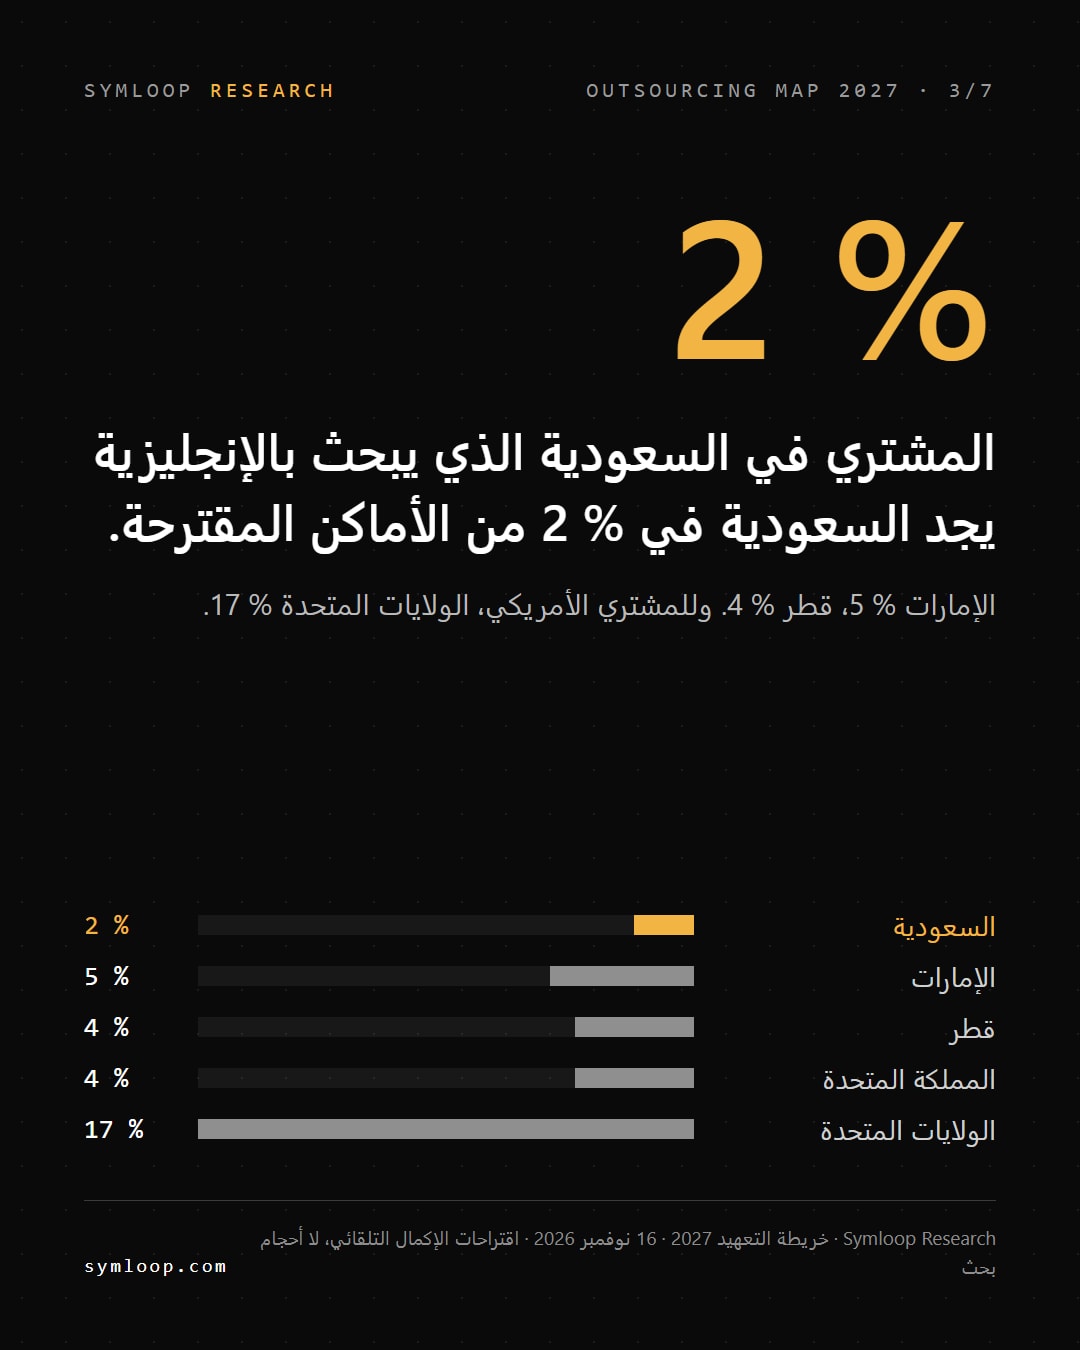 SYMLOOP RESEARCH
OUTSOURCING MAP 2027 · 3/7
2 %
المشتري في السعودية الذي يبحث بالإنجليزية
يجد السعودية في % 2 من الأماكن المقترحة.
الإمارات % 5، قطر % 4. وللمشتري الأمريكي، الولايات المتحدة % 17.
السعودية 2 %
الإمارات 5 %
قطر 4 %
المملكة المتحدة 4 %
الولايات المتحدة 17 %
Symloop Research · خريطة التعهيد 2027 · 16 نوفمبر 2026 · اقتراحات الإكمال التلقائي، لا أحجام
بحث
symloop.com